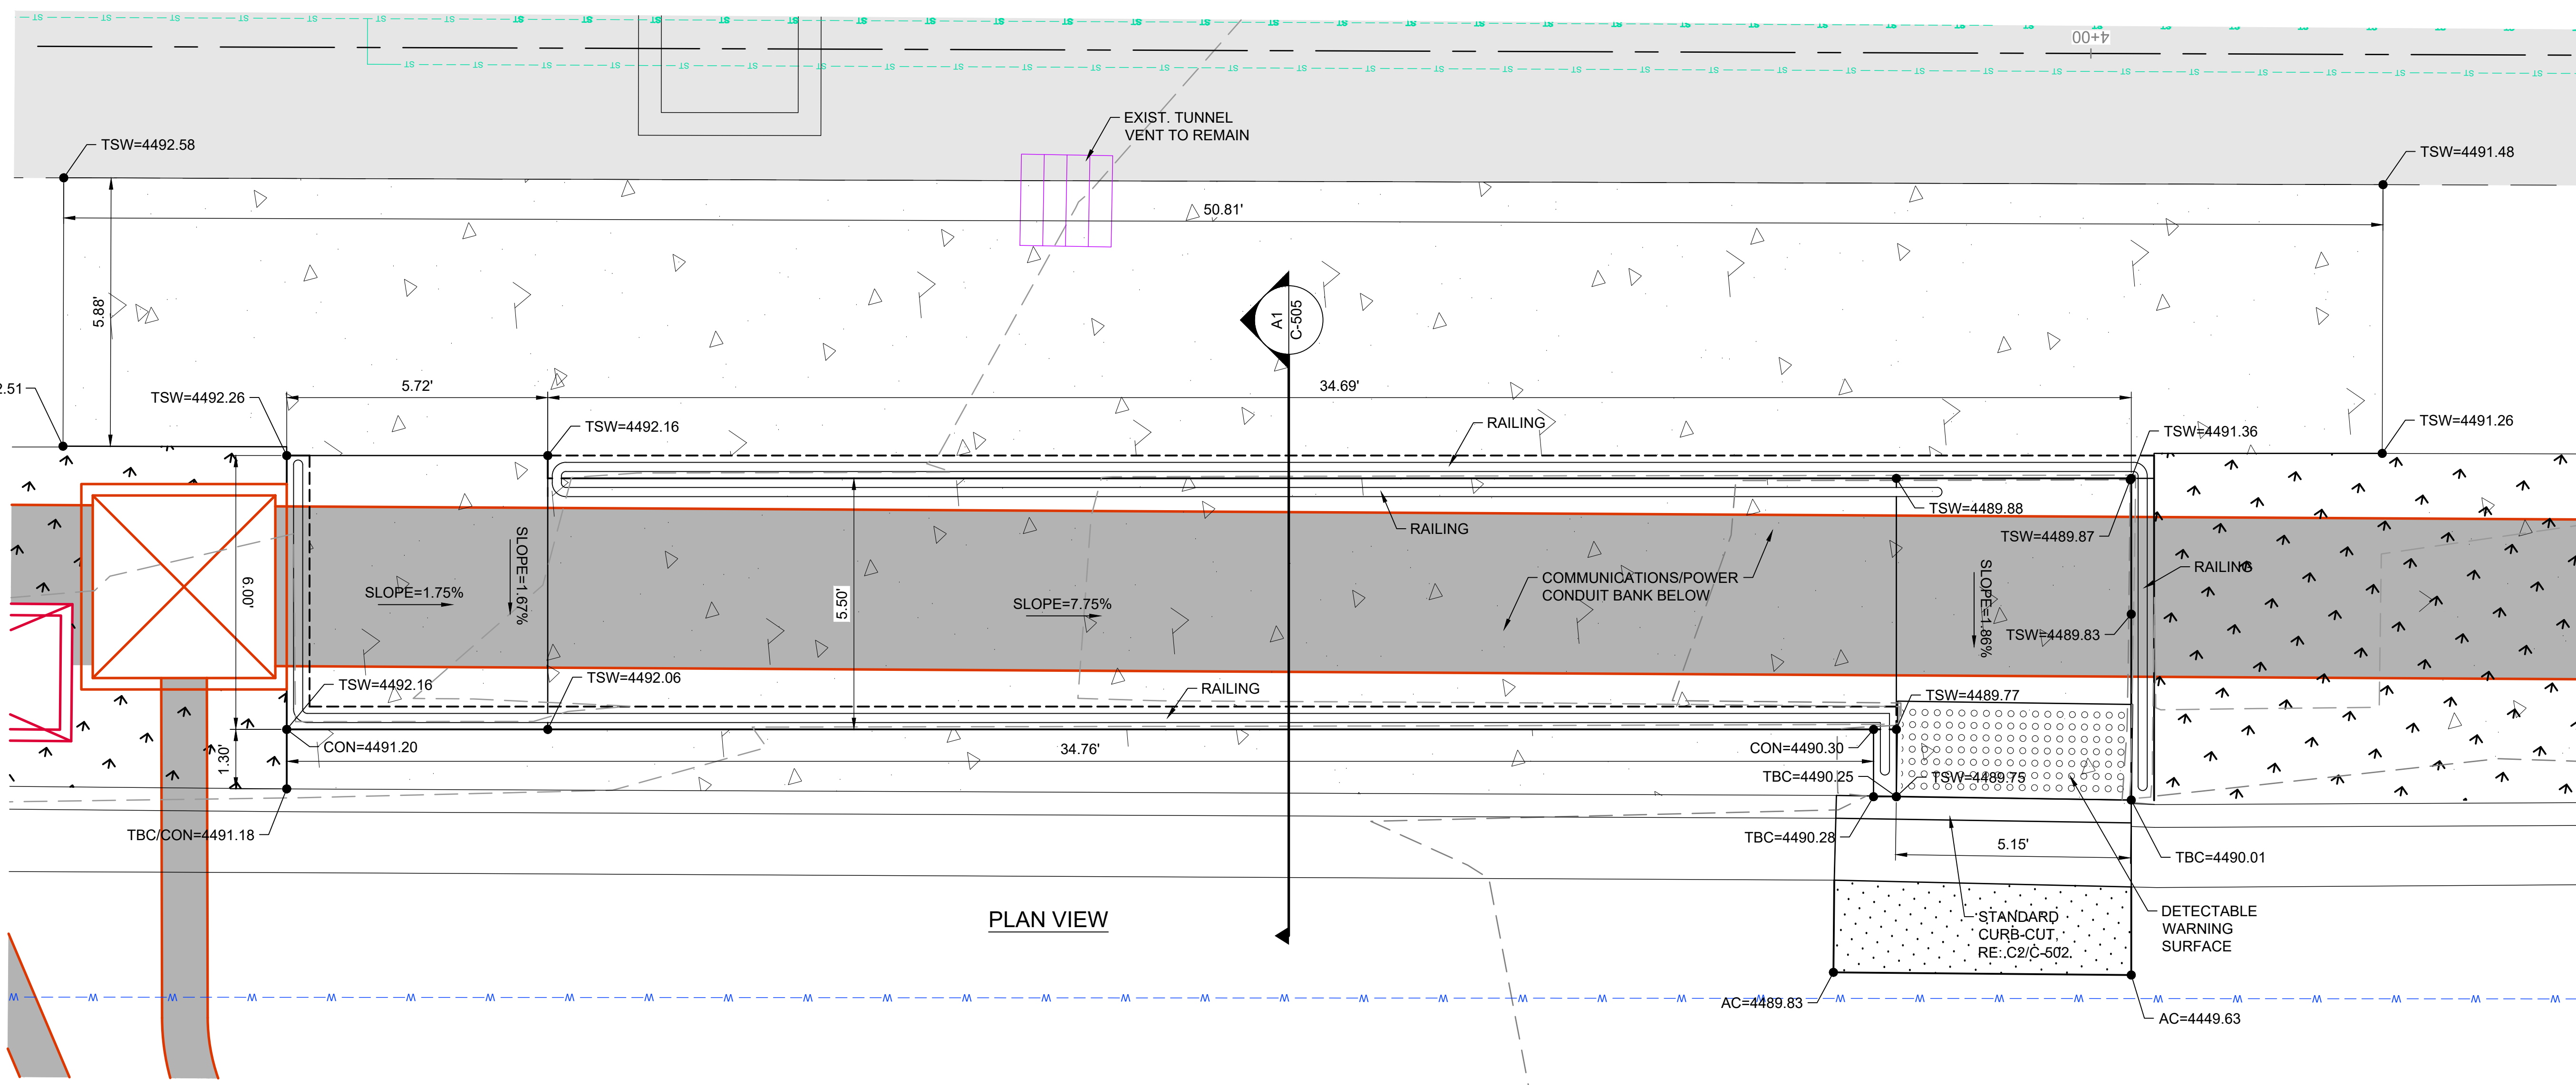 4+00
EXIST. TUNNEL
VENT TO REMAIN
TSW=4492.58
TSW=4491.48
50.81'
5.88'
A1
C-505
2.51
TSW=4492.26
5.72'
34.69'
TSW=4492.16
RAILING
TSW=4491.36
TSW=4491.26
RAILING
TSW=4489.88
TSW=4489.87
SLOPE=1.75%
SLOPE=1.67%
6.00'
5.50'
SLOPE=7.75%
COMMUNICATIONS/POWER
CONDUIT BANK BELOW
SLOPE=1.86%
RAILING
TSW=4489.83
TSW=4492.16
TSW=4492.06
RAILING
TSW=4489.77
CON=4491.20
1.30'
34.76'
CON=4490.30
TBC=4490.25
TSW=4489.75
TBC/CON=4491.18
TBC=4490.28
5.15'
TBC=4490.01
PLAN VIEW
STANDARD
CURB-CUT,
RE: C2/C-502.
DETECTABLE
WARNING
SURFACE
AC=4489.83
AC=4449.63